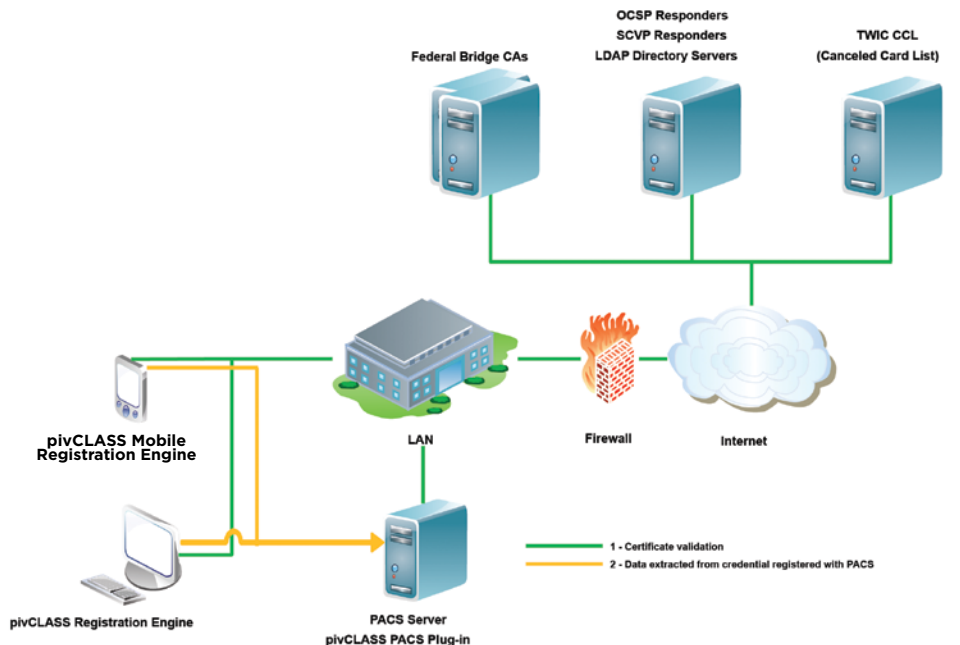 OCSP Responders
SCVP Responders
LDAP Directory Servers
TWIC CCL
(Canceled Card List)
Federal Bridge CAs
pivCLASS Mobile
Registration Engine
LAN
Firewall
Internet
1 - Certificate validation
2 - Data extracted from credential registered with PACS
pivCLASS Registration Engine
PACS Server
pivCLASS PACS Plug-in